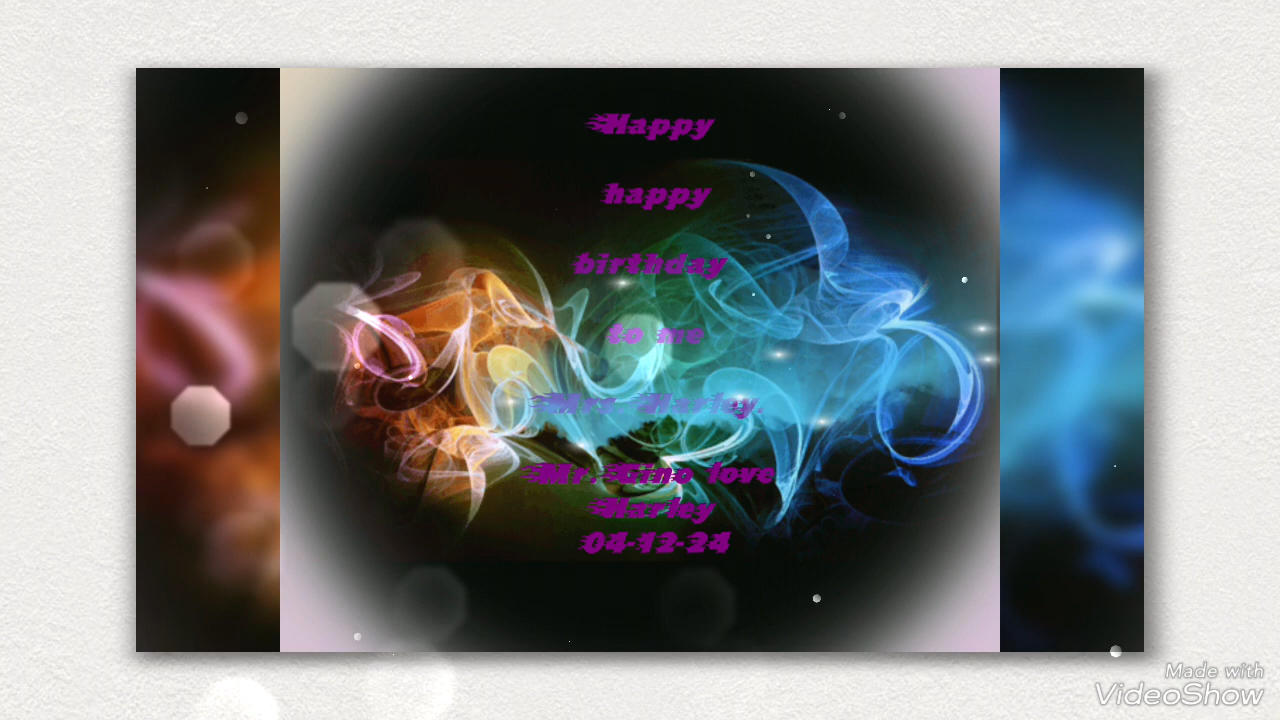 Happy
happy
birthday
to me
Mrs. Harley.
Mr. Gino love
Harley
04-12-24
Made with
VideoShow